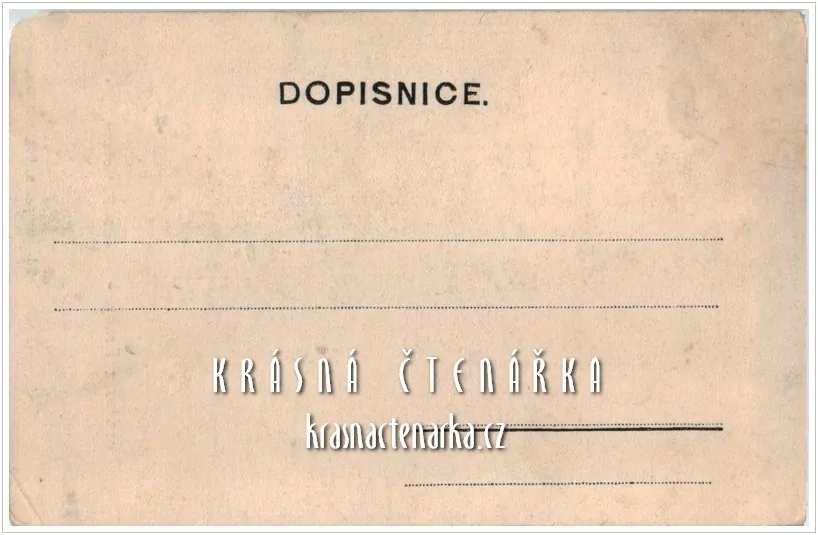 DOPISNICE.
KRÁSNÁ ČTENÁŘKA
krasnactenarka.cz